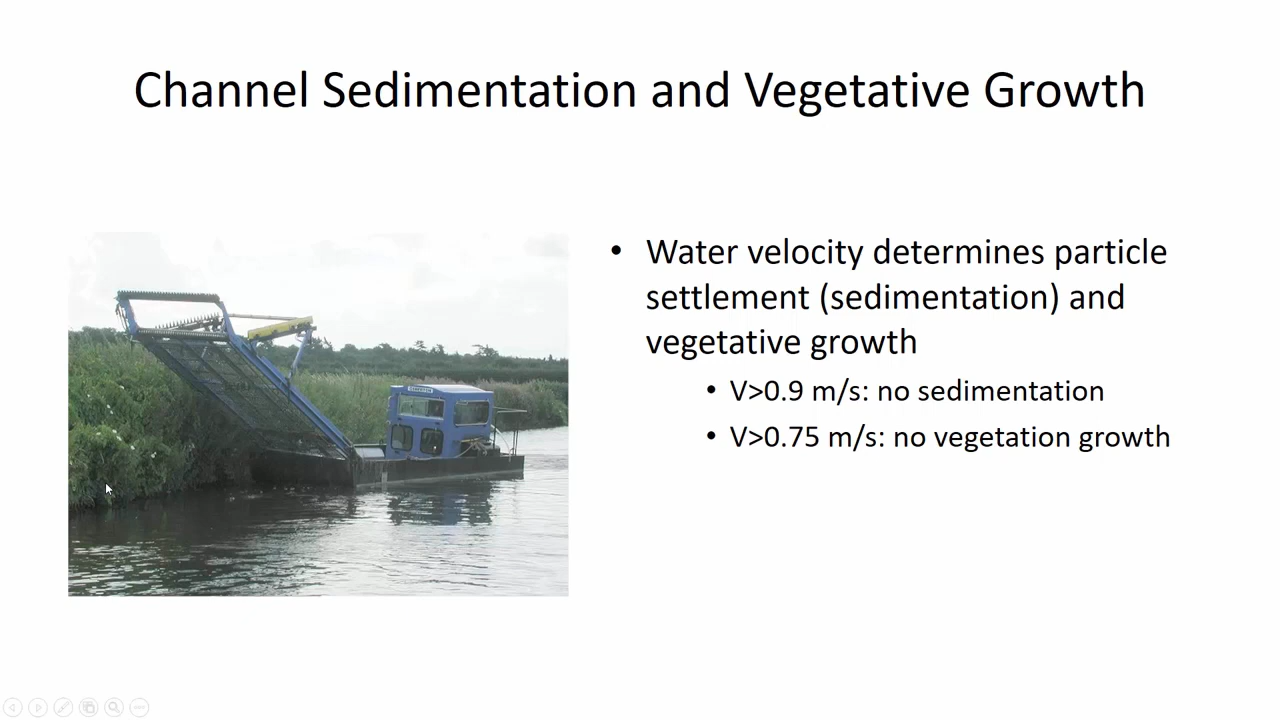 Channel Sedimentation and Vegetative Growth
• Water velocity determines particle
settlement (sedimentation) and
vegetative growth
• V>0.9 m/s: no sedimentation
• V>0.75 m/s: no vegetation growth